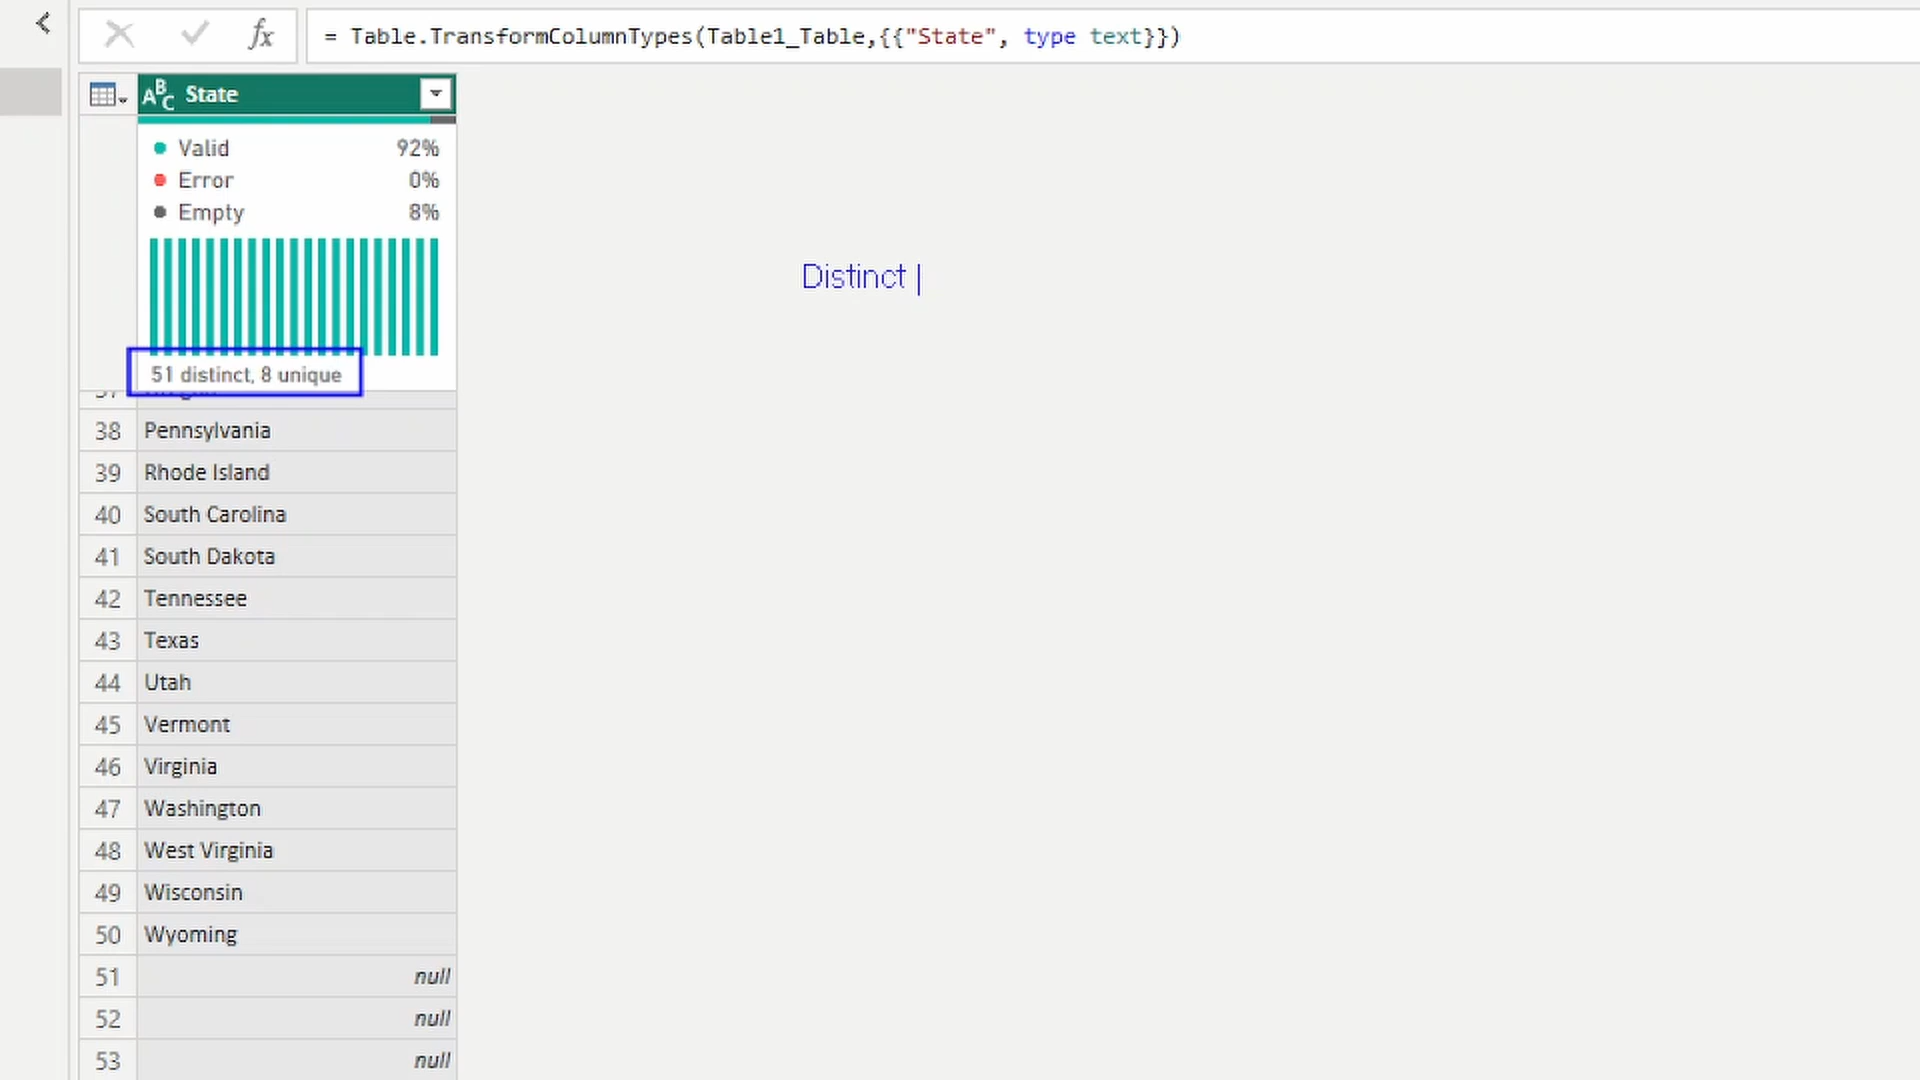 = Table.TransformColumnTypes(Table1_Table,{{"State", type text}})
State
Valid 92%
Error 0%
Empty 8%
Distinct
51 distinct, 8 unique
38 Pennsylvania
39 Rhode Island
40 South Carolina
41 South Dakota
42 Tennessee
43 Texas
44 Utah
45 Vermont
46 Virginia
47 Washington
48 West Virginia
49 Wisconsin
50 Wyoming
51 null
52 null
53 null